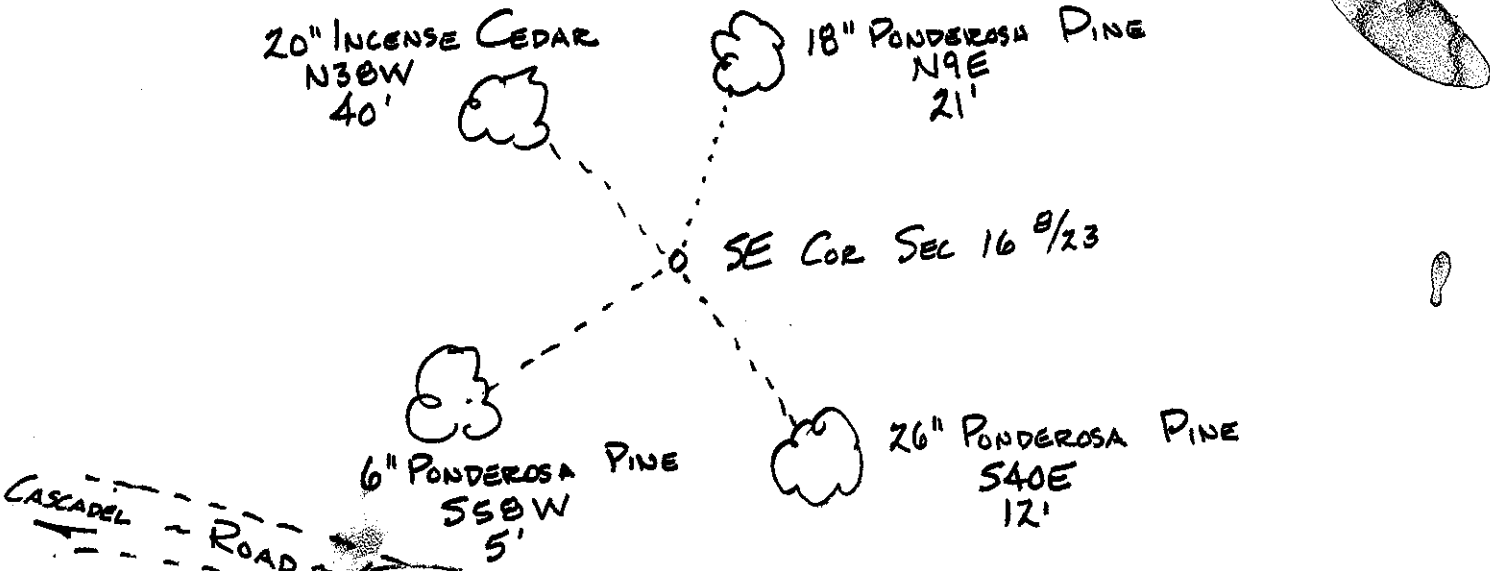 20" INCENSE CEDAR
N38W
40'
18" PONDEROSA PINE
N9E
21'
SE COR SEC 16 8/23
6" PONDEROSA PINE
S58W
5'
26" PONDEROSA PINE
S40E
12'
CASCADEL ROAD